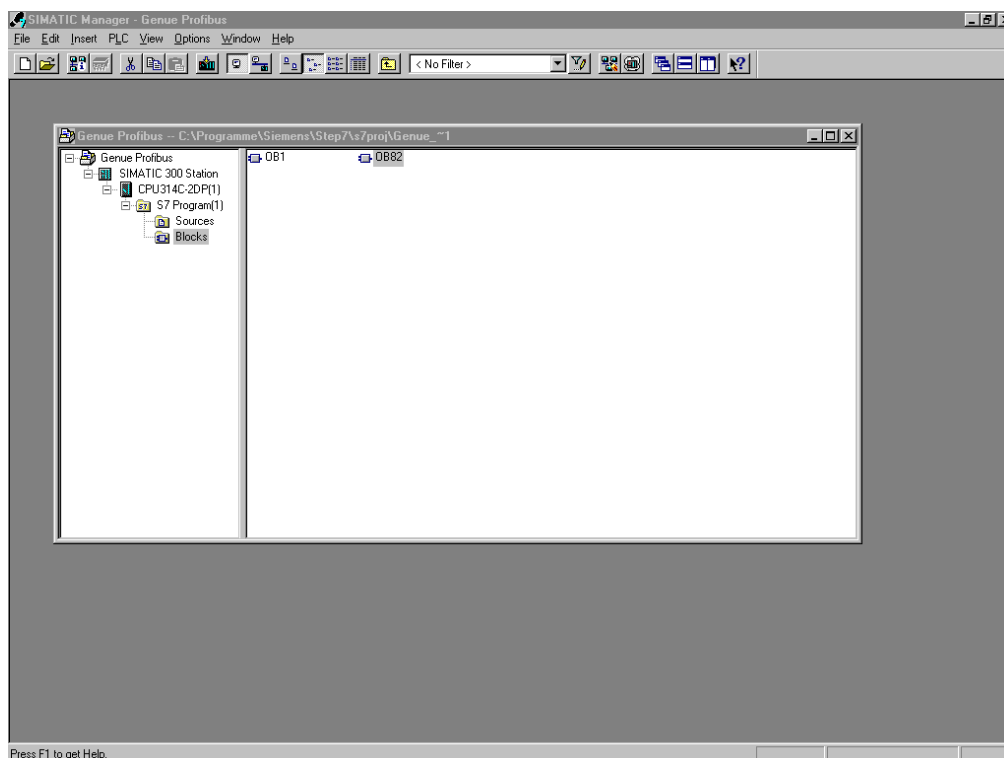 SIMATIC Manager - Genue Profibus
File Edit Insert PLC View Options Window Help
< No Filter >
Genue Profibus -- C:\Programme\Siemens\Step7\s7proj\Genue_~1
Genue Profibus
SIMATIC 300 Station
CPU314C-2DP(1)
S7 Program(1)
Sources
Blocks
OB1 OB82
Press F1 to get Help.